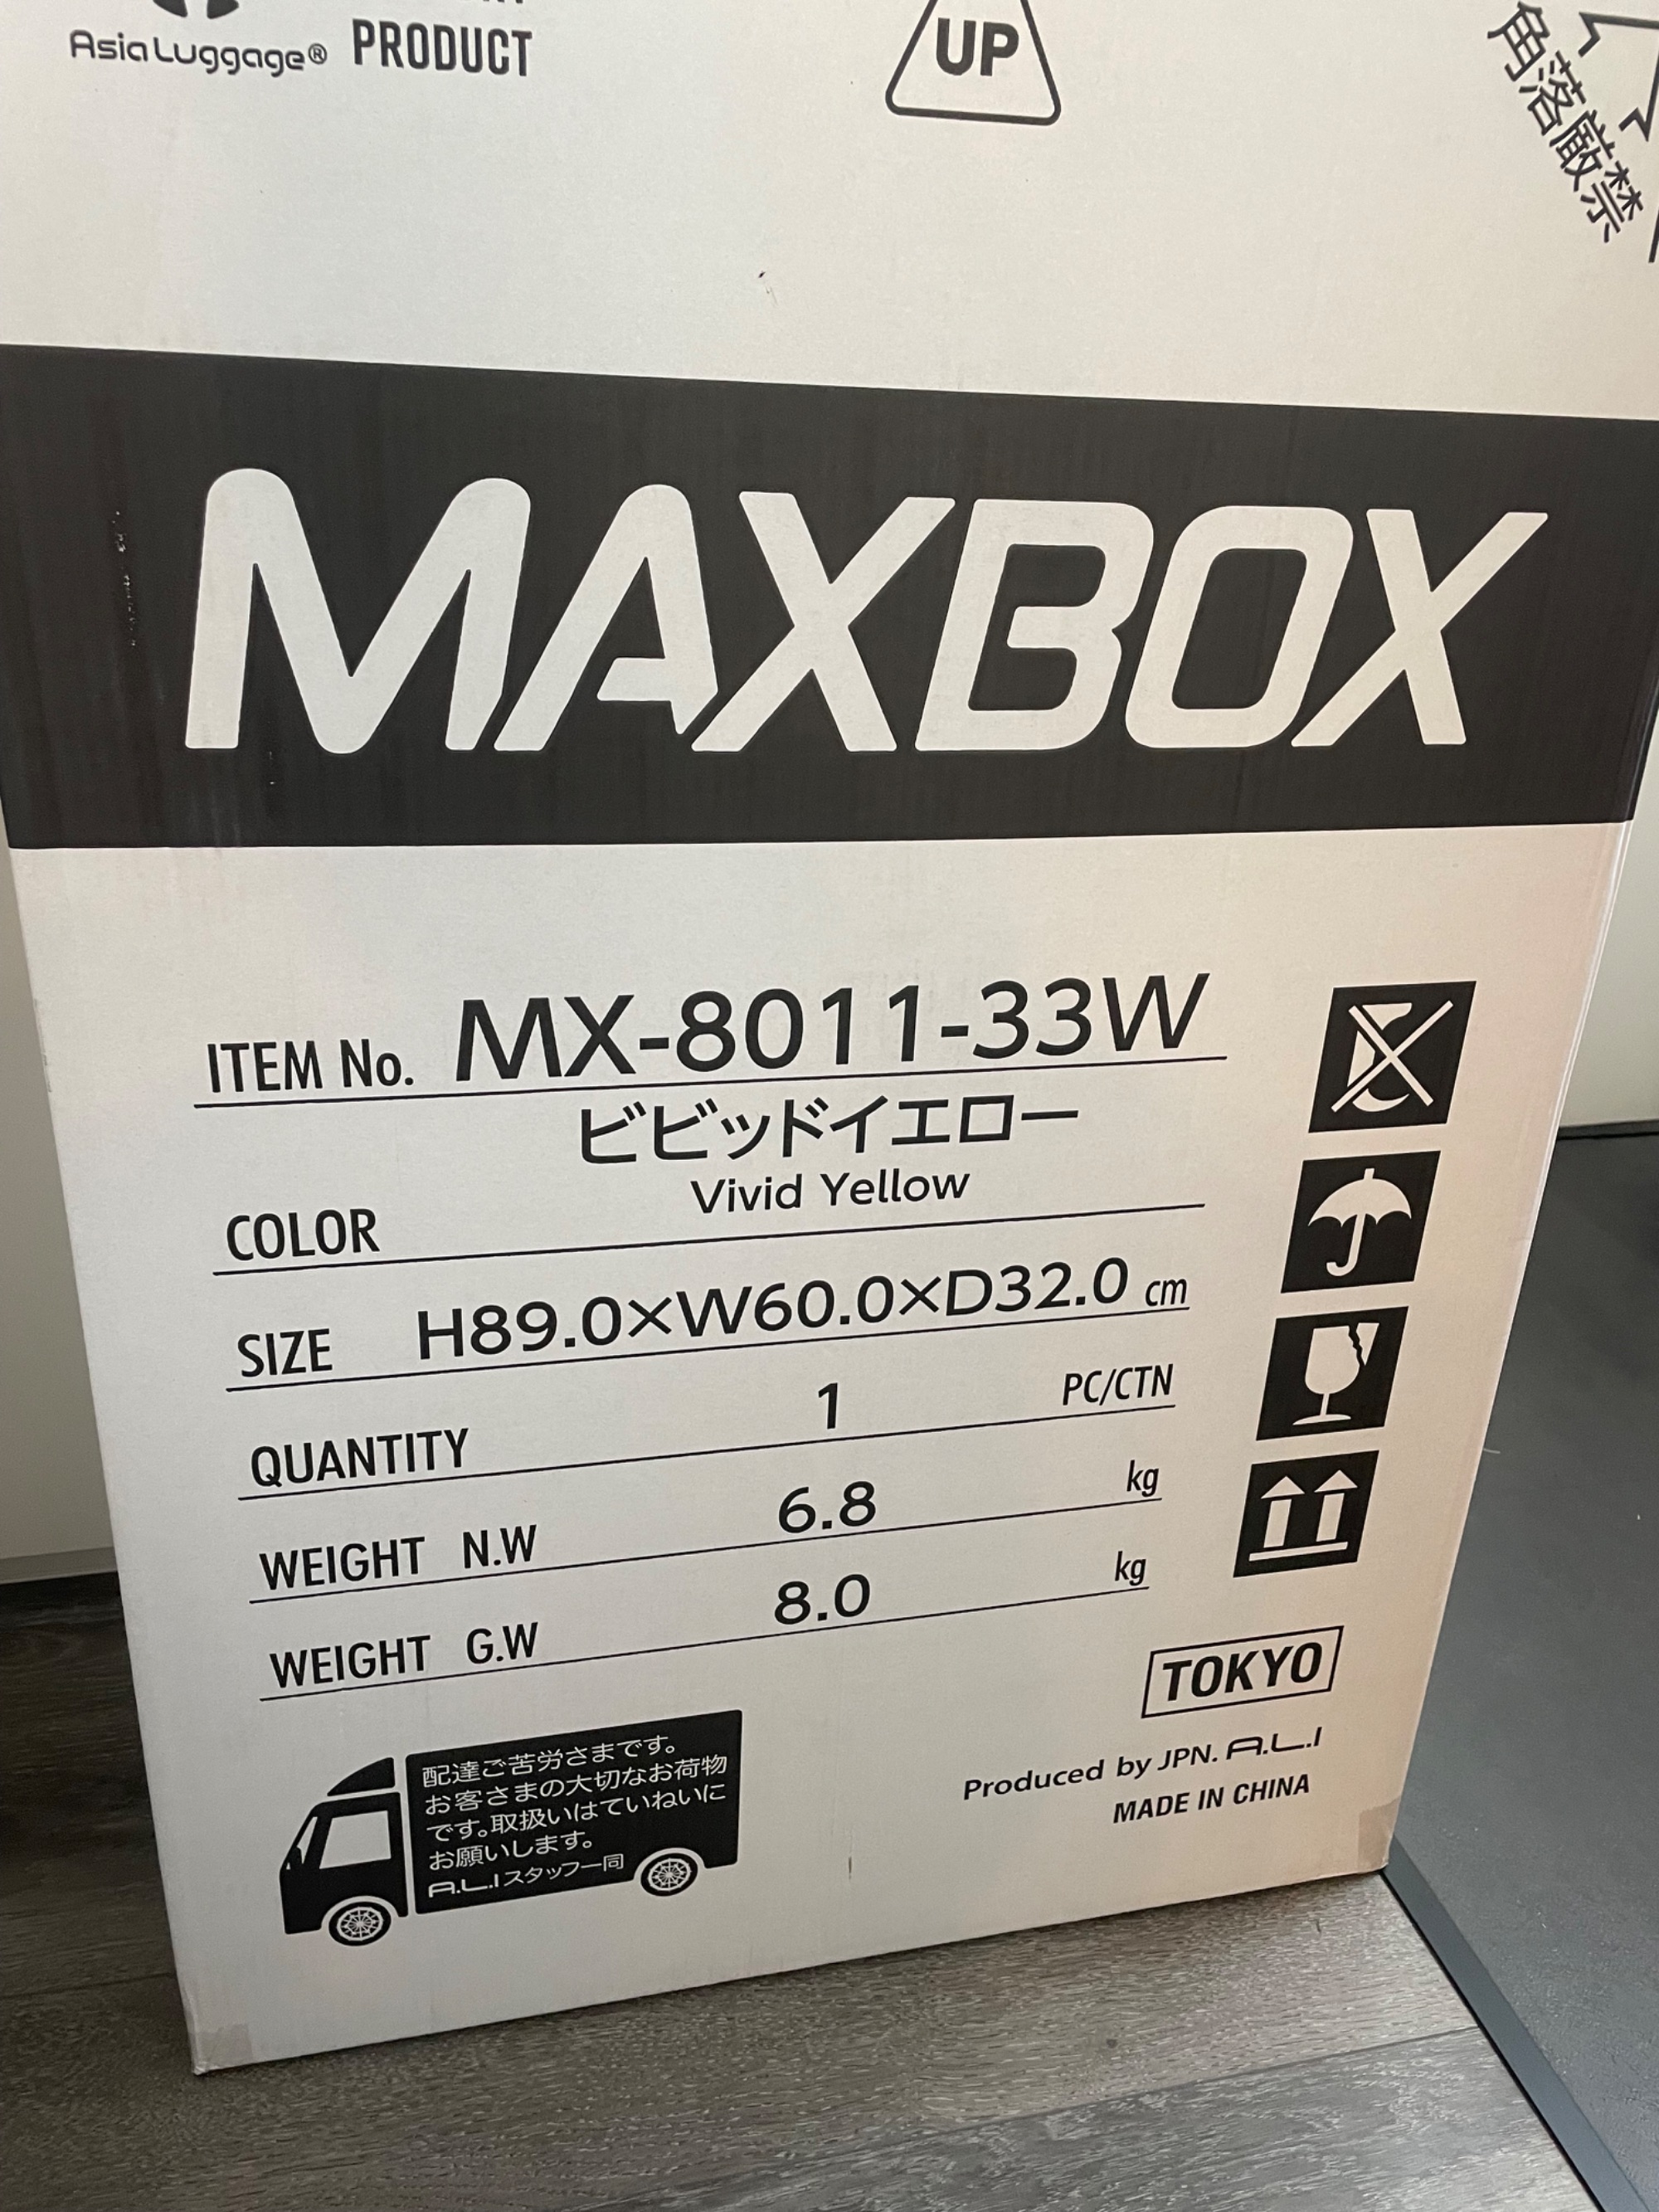 Asia Luggage® PRODUCT
UP
角落厳禁
MAXBOX
ITEM No. MX-8011-33W
ビビッドイエロー
COLOR Vivid Yellow
SIZE H89.0×W60.0×D32.0 cm
QUANTITY 1 PC/CTN
WEIGHT N.W 6.8 kg
WEIGHT G.W 8.0 kg
TOKYO
Produced by JPN. A.L.I
MADE IN CHINA
配達ご苦労さまです。
お客さまの大切なお荷物
です。取扱いはていねいに
お願いします。
A.L.Iスタッフ一同